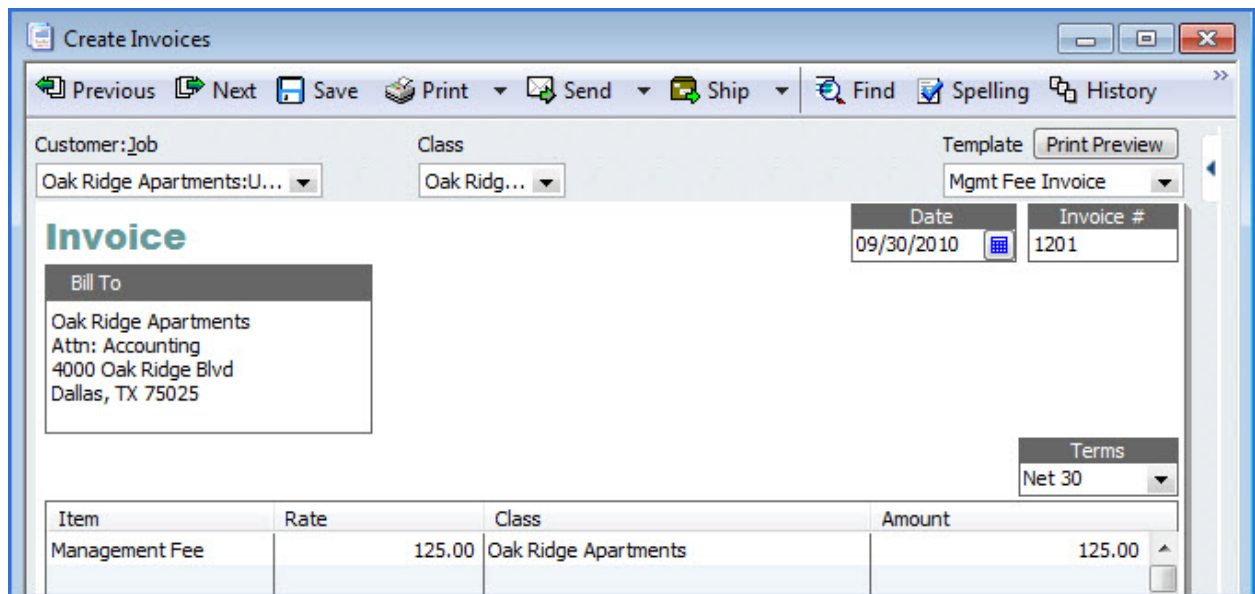 Create Invoices
Previous Next Save Print Send Ship Find Spelling History
Customer:Job Class Template Print Preview
Oak Ridge Apartments:U... Oak Ridg... Mgmt Fee Invoice
Invoice
Date Invoice #
09/30/2010 1201
Bill To
Oak Ridge Apartments
Attn: Accounting
4000 Oak Ridge Blvd
Dallas, TX 75025
Terms
Net 30
Item Rate Class Amount
Management Fee 125.00 Oak Ridge Apartments 125.00